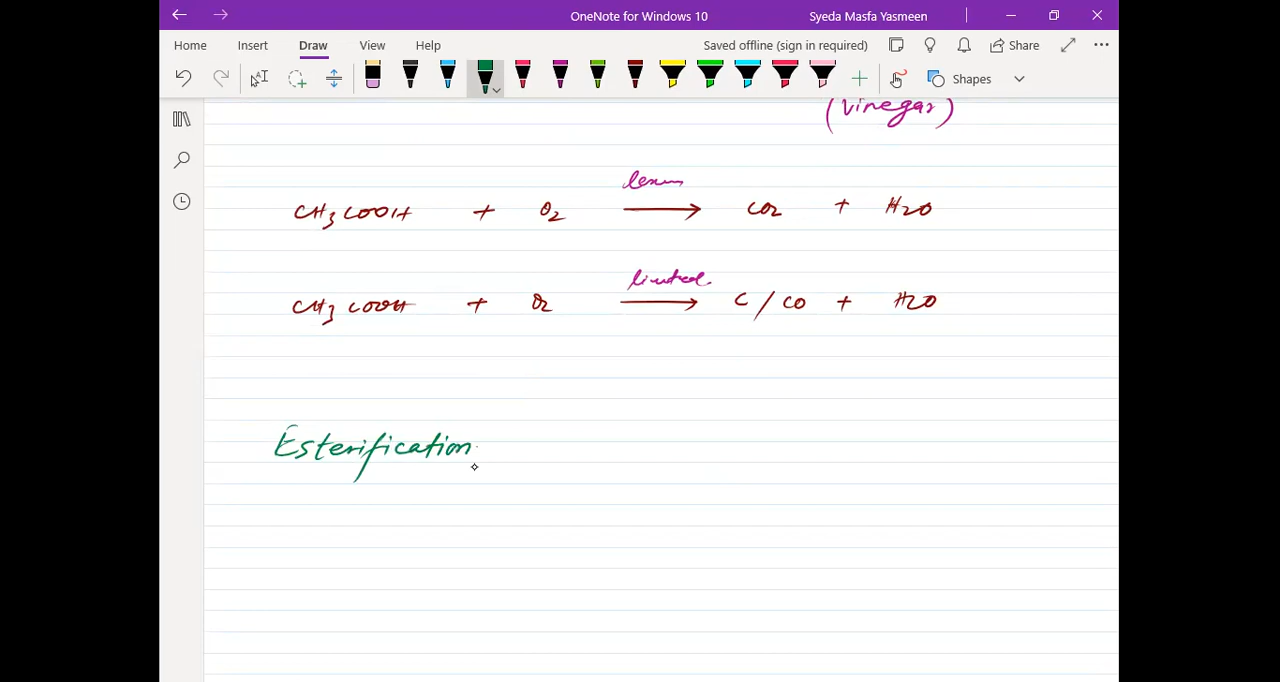 OneNote for Windows 10
Syeda Masfa Yasmeen
Home Insert Draw View Help
Saved offline (sign in required)
Share
Shapes
(Vinegar)
CH3COOH + O2 → CO2 + H2O
limited
CH3COOH + O2 → C/CO + H2O
Esterification